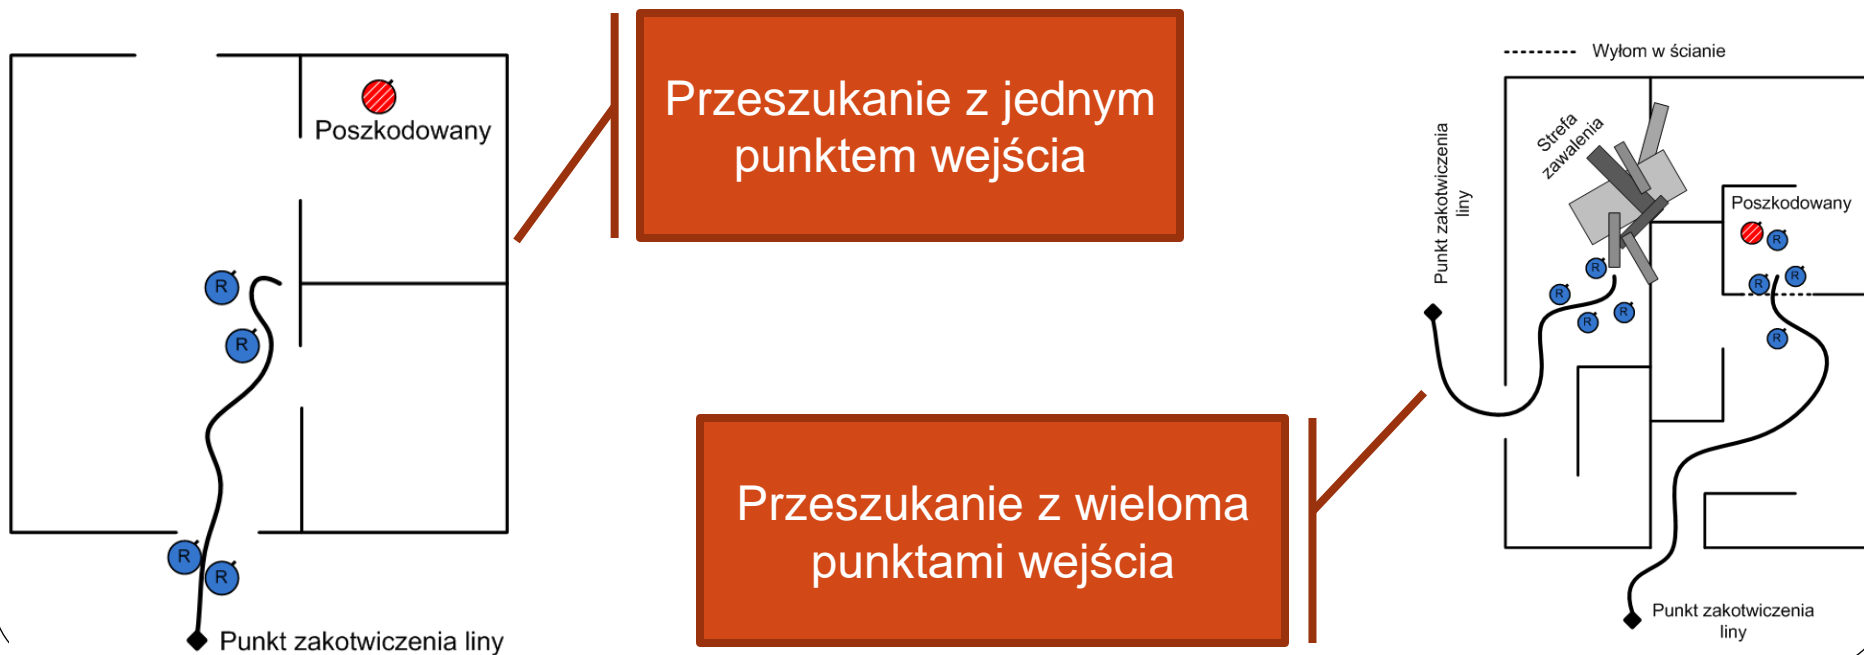 Przeszukanie z jednym
punktem wejścia
Poszkodowany
R
R
R
R
Punkt zakotwiczenia liny
Przeszukanie z wieloma
punktami wejścia
Wyłom w ścianie
Strefa
zawalenia
Punkt zakotwiczenia
liny
Poszkodowany
R
R
R
R
R
R
R
R
Punkt zakotwiczenia
liny